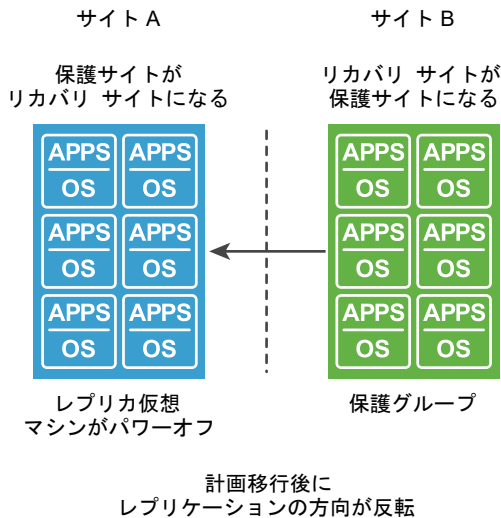 サイト A
サイト B
保護サイトが
リカバリ サイトになる
リカバリ サイトが
保護サイトになる
APPS APPS
OS OS
APPS APPS
OS OS
APPS APPS
OS OS
APPS APPS
OS OS
APPS APPS
OS OS
APPS APPS
OS OS
レプリカ仮想
マシンがパワーオフ
保護グループ
計画移行後に
レプリケーションの方向が反転